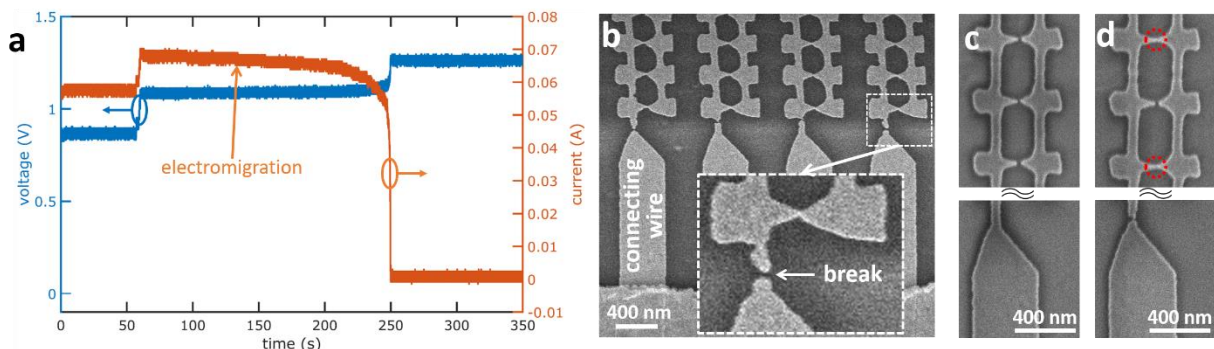 a
voltage (V)
1.5
1
0.5
0
electromigration
0.08
0.07
0.06
0.05
0.04
0.03
0.02
0.01
0
-0.01
current (A)
0
50
100
150
200
250
300
350
time (s)
b
connecting
wire
break
400 nm
c
400 nm
d
400 nm